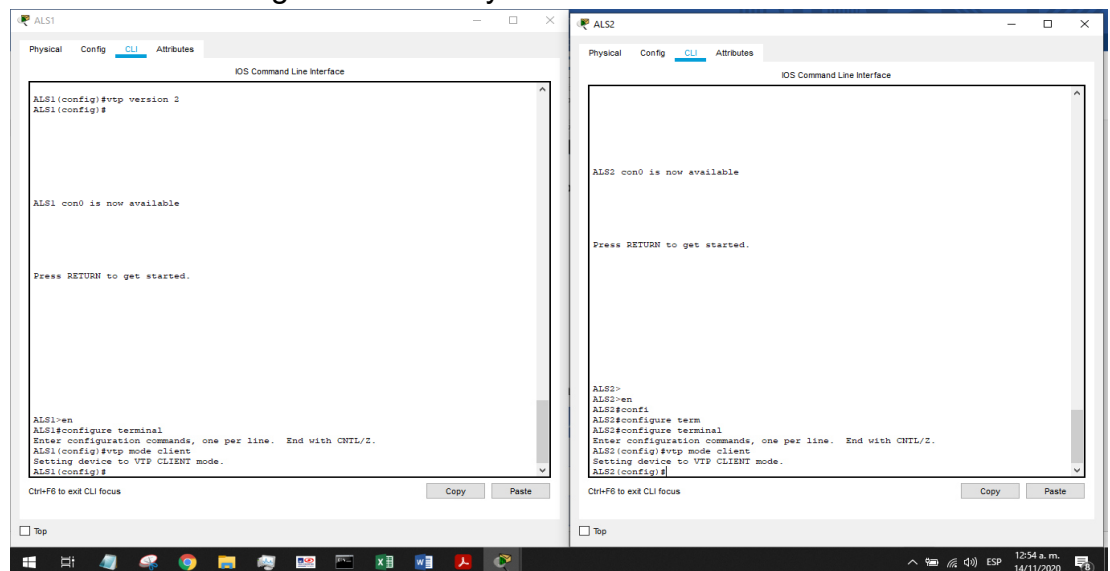 ALS1
Physical Config CLI Attributes
IOS Command Line Interface
ALS1(config)#vtp version 2
ALS1(config)#
ALS1 con0 is now available
Press RETURN to get started.
ALS1>en
ALS1#configure terminal
Enter configuration commands, one per line. End with CNTL/Z.
ALS1(config)#vtp mode client
Setting device to VTP CLIENT mode.
ALS1(config)#
Ctrl+F6 to exit CLI focus
Copy Paste
Top
ALS2
Physical Config CLI Attributes
IOS Command Line Interface
ALS2 con0 is now available
Press RETURN to get started.
ALS2>
ALS2>en
ALS2#confi
ALS2#configure term
ALS2#configure terminal
Enter configuration commands, one per line. End with CNTL/Z.
ALS2(config)#vtp mode client
Setting device to VTP CLIENT mode.
ALS2(config)#
Ctrl+F6 to exit CLI focus
Copy Paste
Top
ESP
12:54 a. m.
14/11/2020